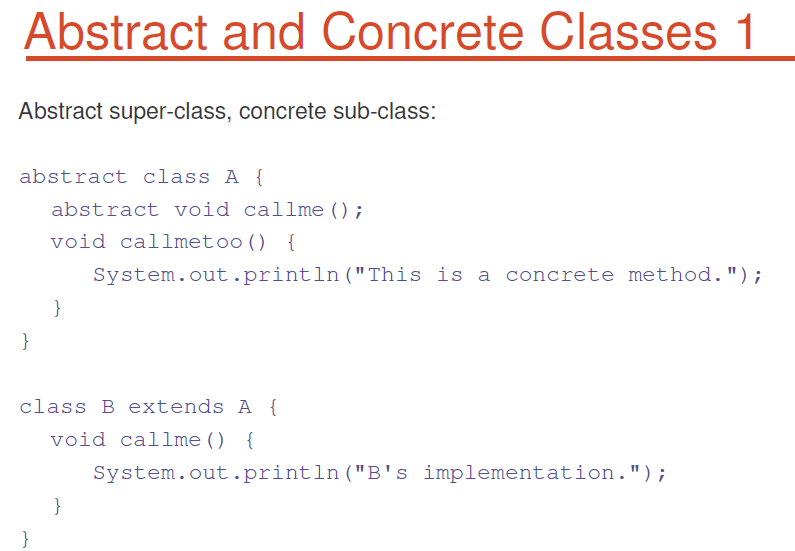 Abstract and Concrete Classes 1
Abstract super-class, concrete sub-class:
abstract class A {
abstract void callme();
void callmetoo() {
System.out.println("This is a concrete method.");
}
}
class B extends A {
void callme() {
System.out.println("B's implementation.");
}
}